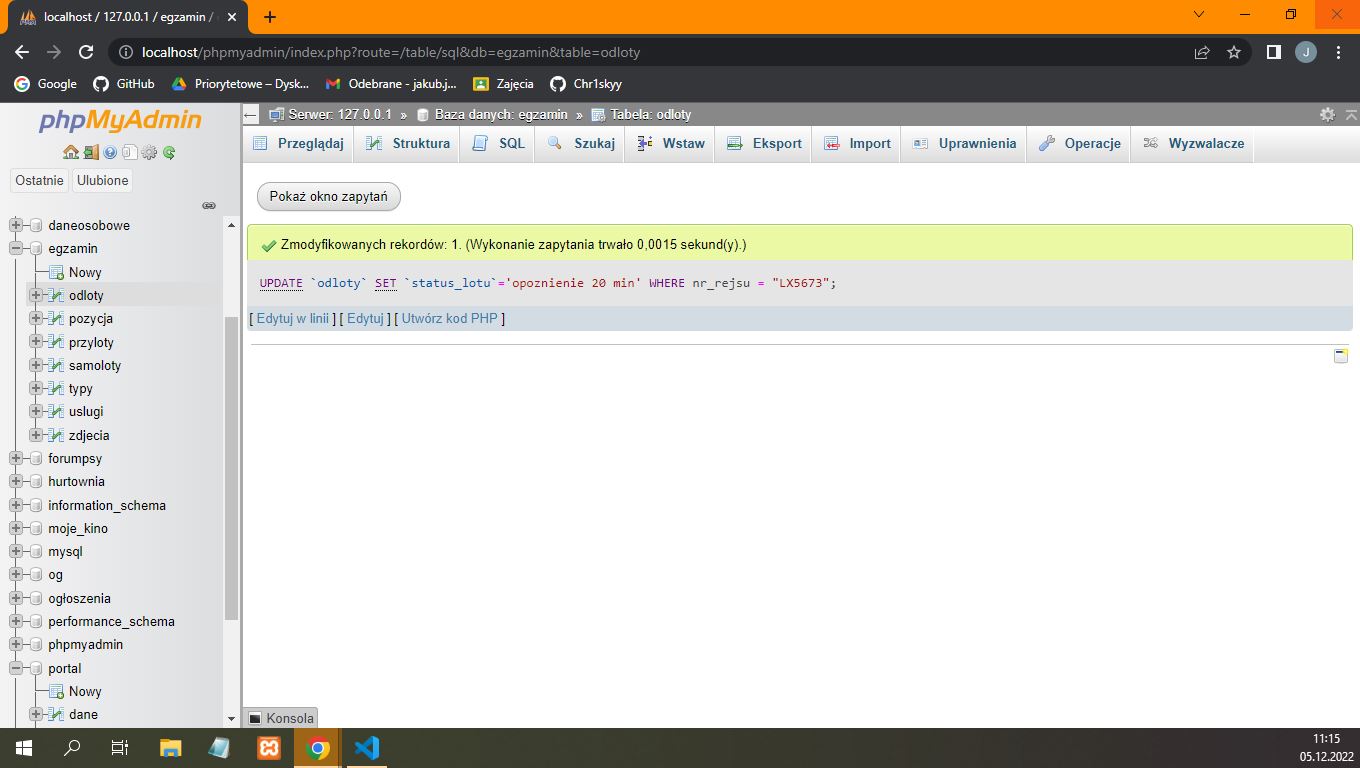 localhost / 127.0.0.1 / egzamin /
localhost/phpmyadmin/index.php?route=/table/sql&db=egzamin&table=odloty
J
Google GitHub Priorytetowe – Dysk... Odebrane - jakub.j... Zajęcia Chr1skyy
phpMyAdmin
Ostatnie Ulubione
daneosobowe
egzamin
Nowy
odloty
pozycja
przyloty
samoloty
typy
uslugi
zdjecia
forumpsy
hurtownia
information_schema
moje_kino
mysql
og
ogłoszenia
performance_schema
phpmyadmin
portal
Nowy
dane
Serwer: 127.0.0.1 » Baza danych: egzamin » Tabela: odloty
Przeglądaj Struktura SQL Szukaj Wstaw Eksport Import Uprawnienia Operacje Wyzwalacze
Pokaż okno zapytań
Zmodyfikowanych rekordów: 1. (Wykonanie zapytania trwało 0,0015 sekund(y).)
UPDATE `odloty` SET `status_lotu`='opoznienie 20 min' WHERE nr_rejsu = "LX5673";
[ Edytuj w linii ] [ Edytuj ] [ Utwórz kod PHP ]
Konsola
11:15
05.12.2022